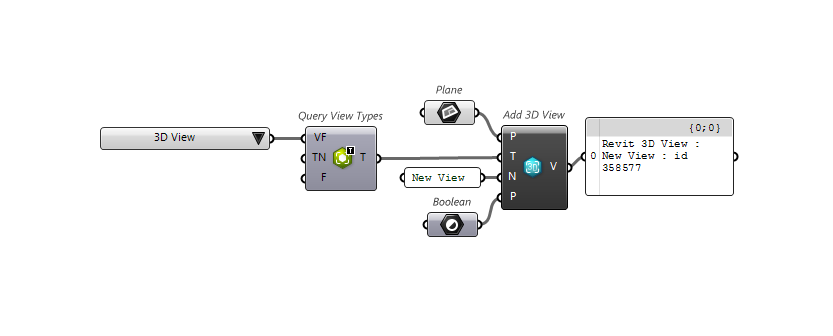 Plane
Query View Types
Add 3D View
3D View
VF
TN
T
F
P
T
N
P
3D
V
New View
Boolean
{0;0}
0
Revit 3D View :
New View : id
358577